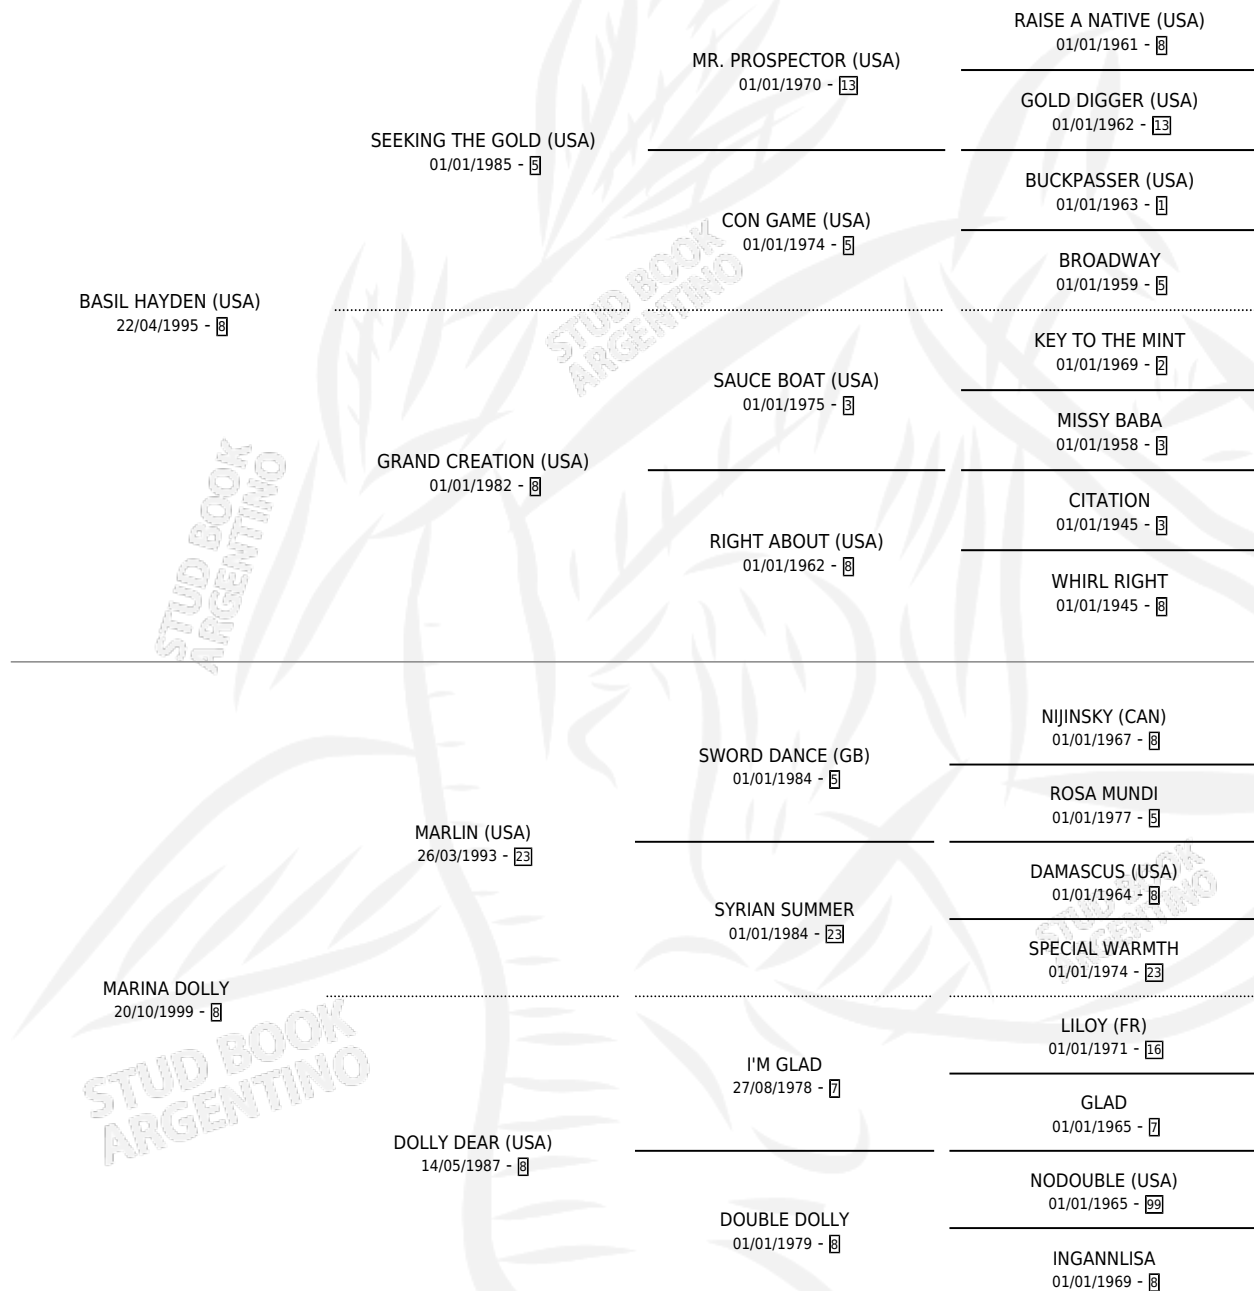 RAISE A NATIVE (USA)
01/01/1961 - 8
MR. PROSPECTOR (USA)
01/01/1970 - 13
GOLD DIGGER (USA)
01/01/1962 - 13
SEEKING THE GOLD (USA)
01/01/1985 - 5
BUCKPASSER (USA)
01/01/1963 - 1
CON GAME (USA)
01/01/1974 - 5
BROADWAY
01/01/1959 - 5
BASIL HAYDEN (USA)
22/04/1995 - 8
KEY TO THE MINT
01/01/1969 - 2
SAUCE BOAT (USA)
01/01/1975 - 3
MISSY BABA
01/01/1958 - 3
GRAND CREATION (USA)
01/01/1982 - 8
CITATION
01/01/1945 - 3
RIGHT ABOUT (USA)
01/01/1962 - 8
WHIRL RIGHT
01/01/1945 - 8
NIJINSKY (CAN)
01/01/1967 - 8
SWORD DANCE (GB)
01/01/1984 - 5
ROSA MUNDI
01/01/1977 - 5
MARLIN (USA)
26/03/1993 - 23
DAMASCUS (USA)
01/01/1964 - 8
SYRIAN SUMMER
01/01/1984 - 23
SPECIAL WARMTH
01/01/1974 - 23
MARINA DOLLY
20/10/1999 - 8
LILOY (FR)
01/01/1971 - 16
I'M GLAD
27/08/1978 - 7
GLAD
01/01/1965 - 7
DOLLY DEAR (USA)
14/05/1987 - 8
NODOUBLE (USA)
01/01/1965 - 99
DOUBLE DOLLY
01/01/1979 - 8
INGANNLISA
01/01/1969 - 8
STUD BOOK
ARGENTINO
STUD BOOK
ARGENTINO
STUD BOOK
ARGENTINO
STUD BOOK
ARGENTINO